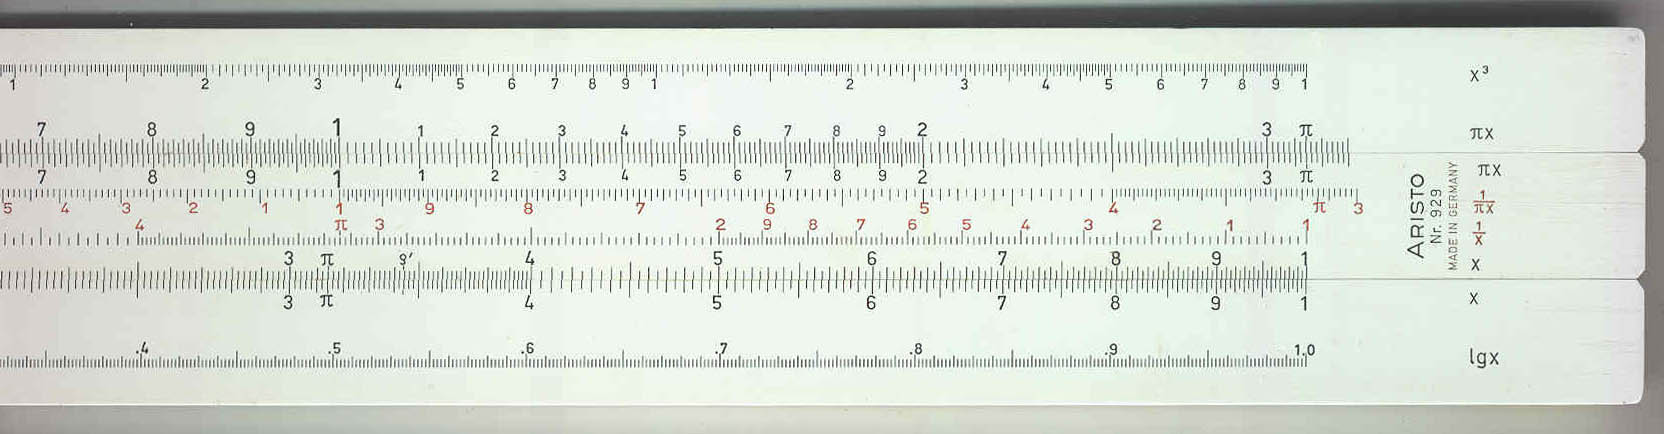 1 2 3 4 5 6 7 8 9 1 2 3 4 5 6 7 8 9 1 x³
7 8 9 1 1 2 3 4 5 6 7 8 9 2 3 π πx
7 8 9 1 1 2 3 4 5 6 7 8 9 2 3 π πx
5 4 3 2 1 1 9 8 7 6 5 4 π 3 1/πx
4 π 3 2 9 8 7 6 5 4 3 2 1 1 1/x
3 π ϱ′ 4 5 6 7 8 9 1 x
3 π 4 5 6 7 8 9 1 x
.4 .5 .6 .7 .8 .9 1.0 lgx
ARISTO
Nr. 929
MADE IN GERMANY